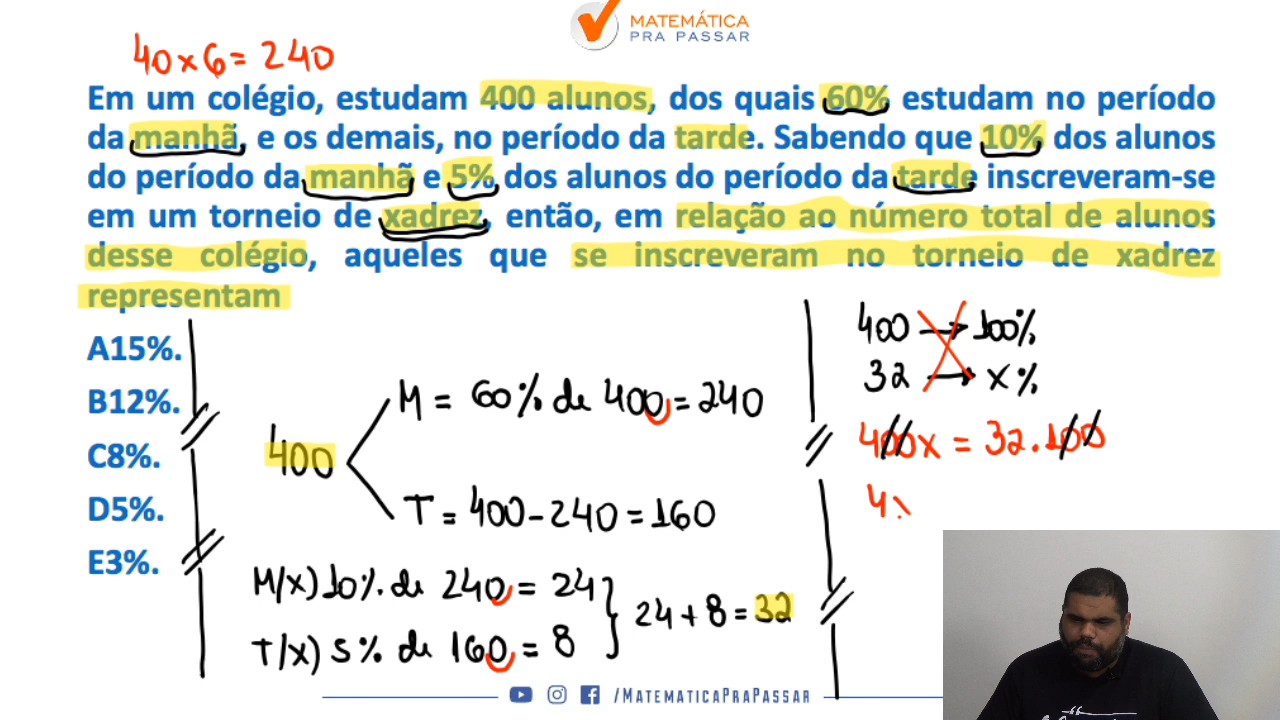 MATEMÁTICA
PRA PASSAR
40 x 6 = 240
Em um colégio, estudam 400 alunos, dos quais 60% estudam no período
da manhã, e os demais, no período da tarde. Sabendo que 10% dos alunos
do período da manhã e 5% dos alunos do período da tarde inscreveram-se
em um torneio de xadrez, então, em relação ao número total de alunos
desse colégio, aqueles que se inscreveram no torneio de xadrez
representam
A15%.
B12%.
C8%.
D5%.
E3%.
400
M = 60% de 400 = 240
T = 400 - 240 = 160
M/x) 10% de 240 = 24
T/x) 5% de 160 = 8
24 + 8 = 32
400 → 100%
32 → x%
400x = 32.100
4x
/MATEMATICAPRAPASSAR